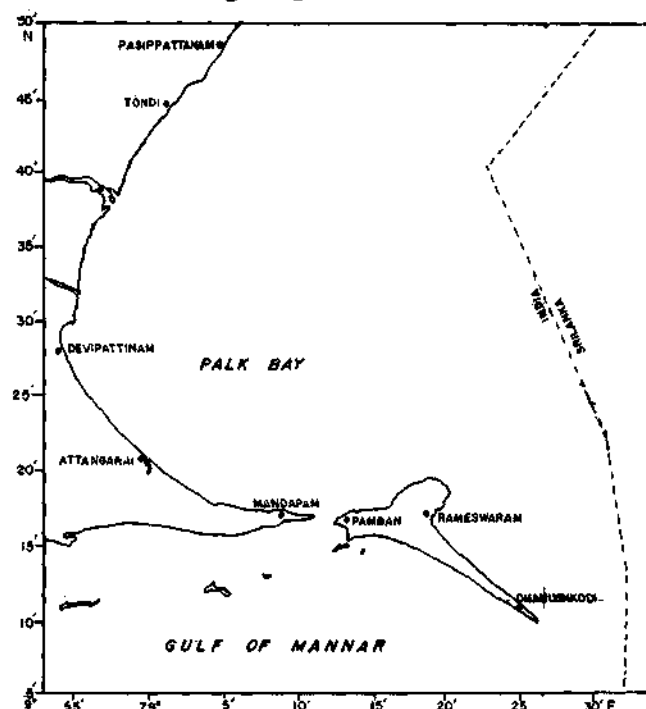 50'
N
PASIPPATTANAM
TONDI
45'
40'
35'
INDIA
SRILANKA
30'
DEVIPATTINAM
PALK BAY
25'
ATTANGARAI
20'
MANDAPAM
PAMBAN
RAMESWARAM
15'
10'
GULF OF MANNAR
5'
55'
79°
5'
10'
15'
20'
25'
30' E